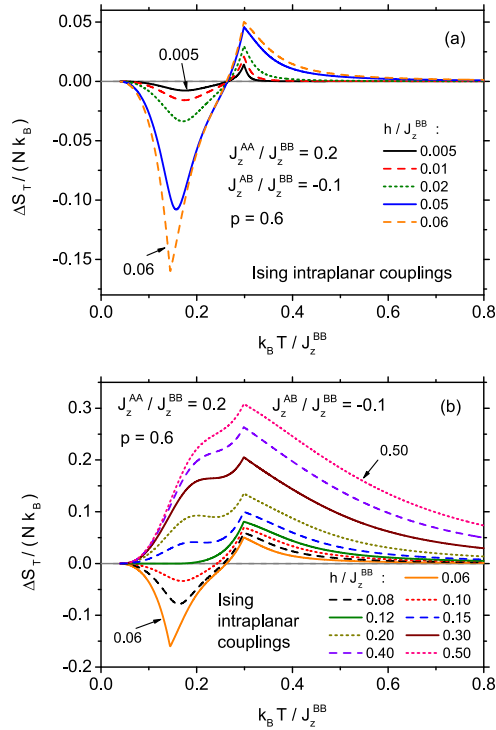 (a)
0.05
0.00
-0.05
-0.10
-0.15
ΔS_T / (N k_B)
0.005
J_z^AA / J_z^BB = 0.2
J_z^AB / J_z^BB = -0.1
p = 0.6
h / J_z^BB :
0.005
0.01
0.02
0.05
0.06
0.06
Ising intraplanar couplings
0.0 0.2 0.4 0.6 0.8
k_B T / J_z^BB
J_z^AA / J_z^BB = 0.2 J_z^AB / J_z^BB = -0.1 (b)
p = 0.6
0.50
0.3
0.2
0.1
0.0
-0.1
-0.2
ΔS_T / (N k_B)
0.06
Ising
intraplanar
couplings
h / J_z^BB : 0.06
0.08 0.10
0.12 0.15
0.20 0.30
0.40 0.50
0.0 0.2 0.4 0.6 0.8
k_B T / J_z^BB